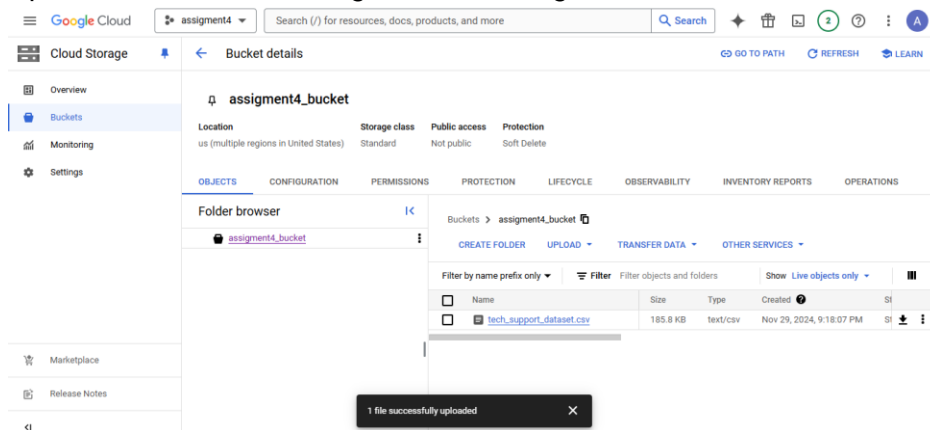 Google Cloud
assigment4
Search (/) for resources, docs, products, and more
Search
2
A
Cloud Storage
Bucket details
GO TO PATH
REFRESH
LEARN
Overview
Buckets
Monitoring
Settings
assigment4_bucket
Location
Storage class
Public access
Protection
us (multiple regions in United States)
Standard
Not public
Soft Delete
OBJECTS
CONFIGURATION
PERMISSIONS
PROTECTION
LIFECYCLE
OBSERVABILITY
INVENTORY REPORTS
OPERATIONS
Folder browser
assigment4_bucket
Buckets > assigment4_bucket
CREATE FOLDER
UPLOAD
TRANSFER DATA
OTHER SERVICES
Filter by name prefix only
Filter
Filter objects and folders
Show Live objects only
Name
Size
Type
Created
St
tech_support_dataset.csv
185.8 KB
text/csv
Nov 29, 2024, 9:18:07 PM
St
Marketplace
Release Notes
1 file successfully uploaded